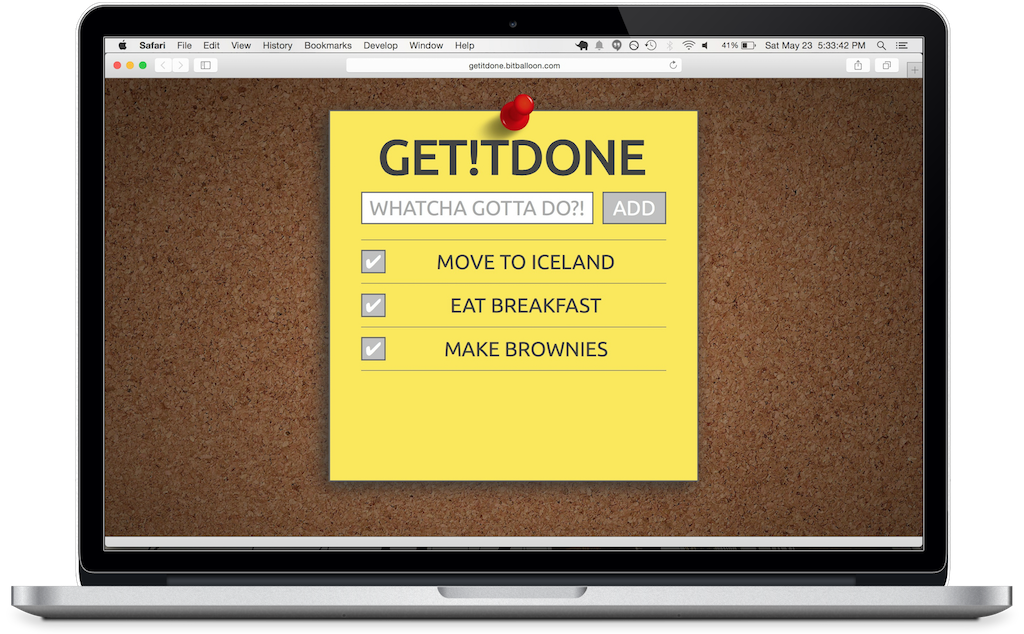 Safari File Edit View History Bookmarks Develop Window Help 41% Sat May 23 5:33:42 PM
getitdone.bitballoon.com
GET!TDONE
WHATCHA GOTTA DO?! ADD
MOVE TO ICELAND
EAT BREAKFAST
MAKE BROWNIES